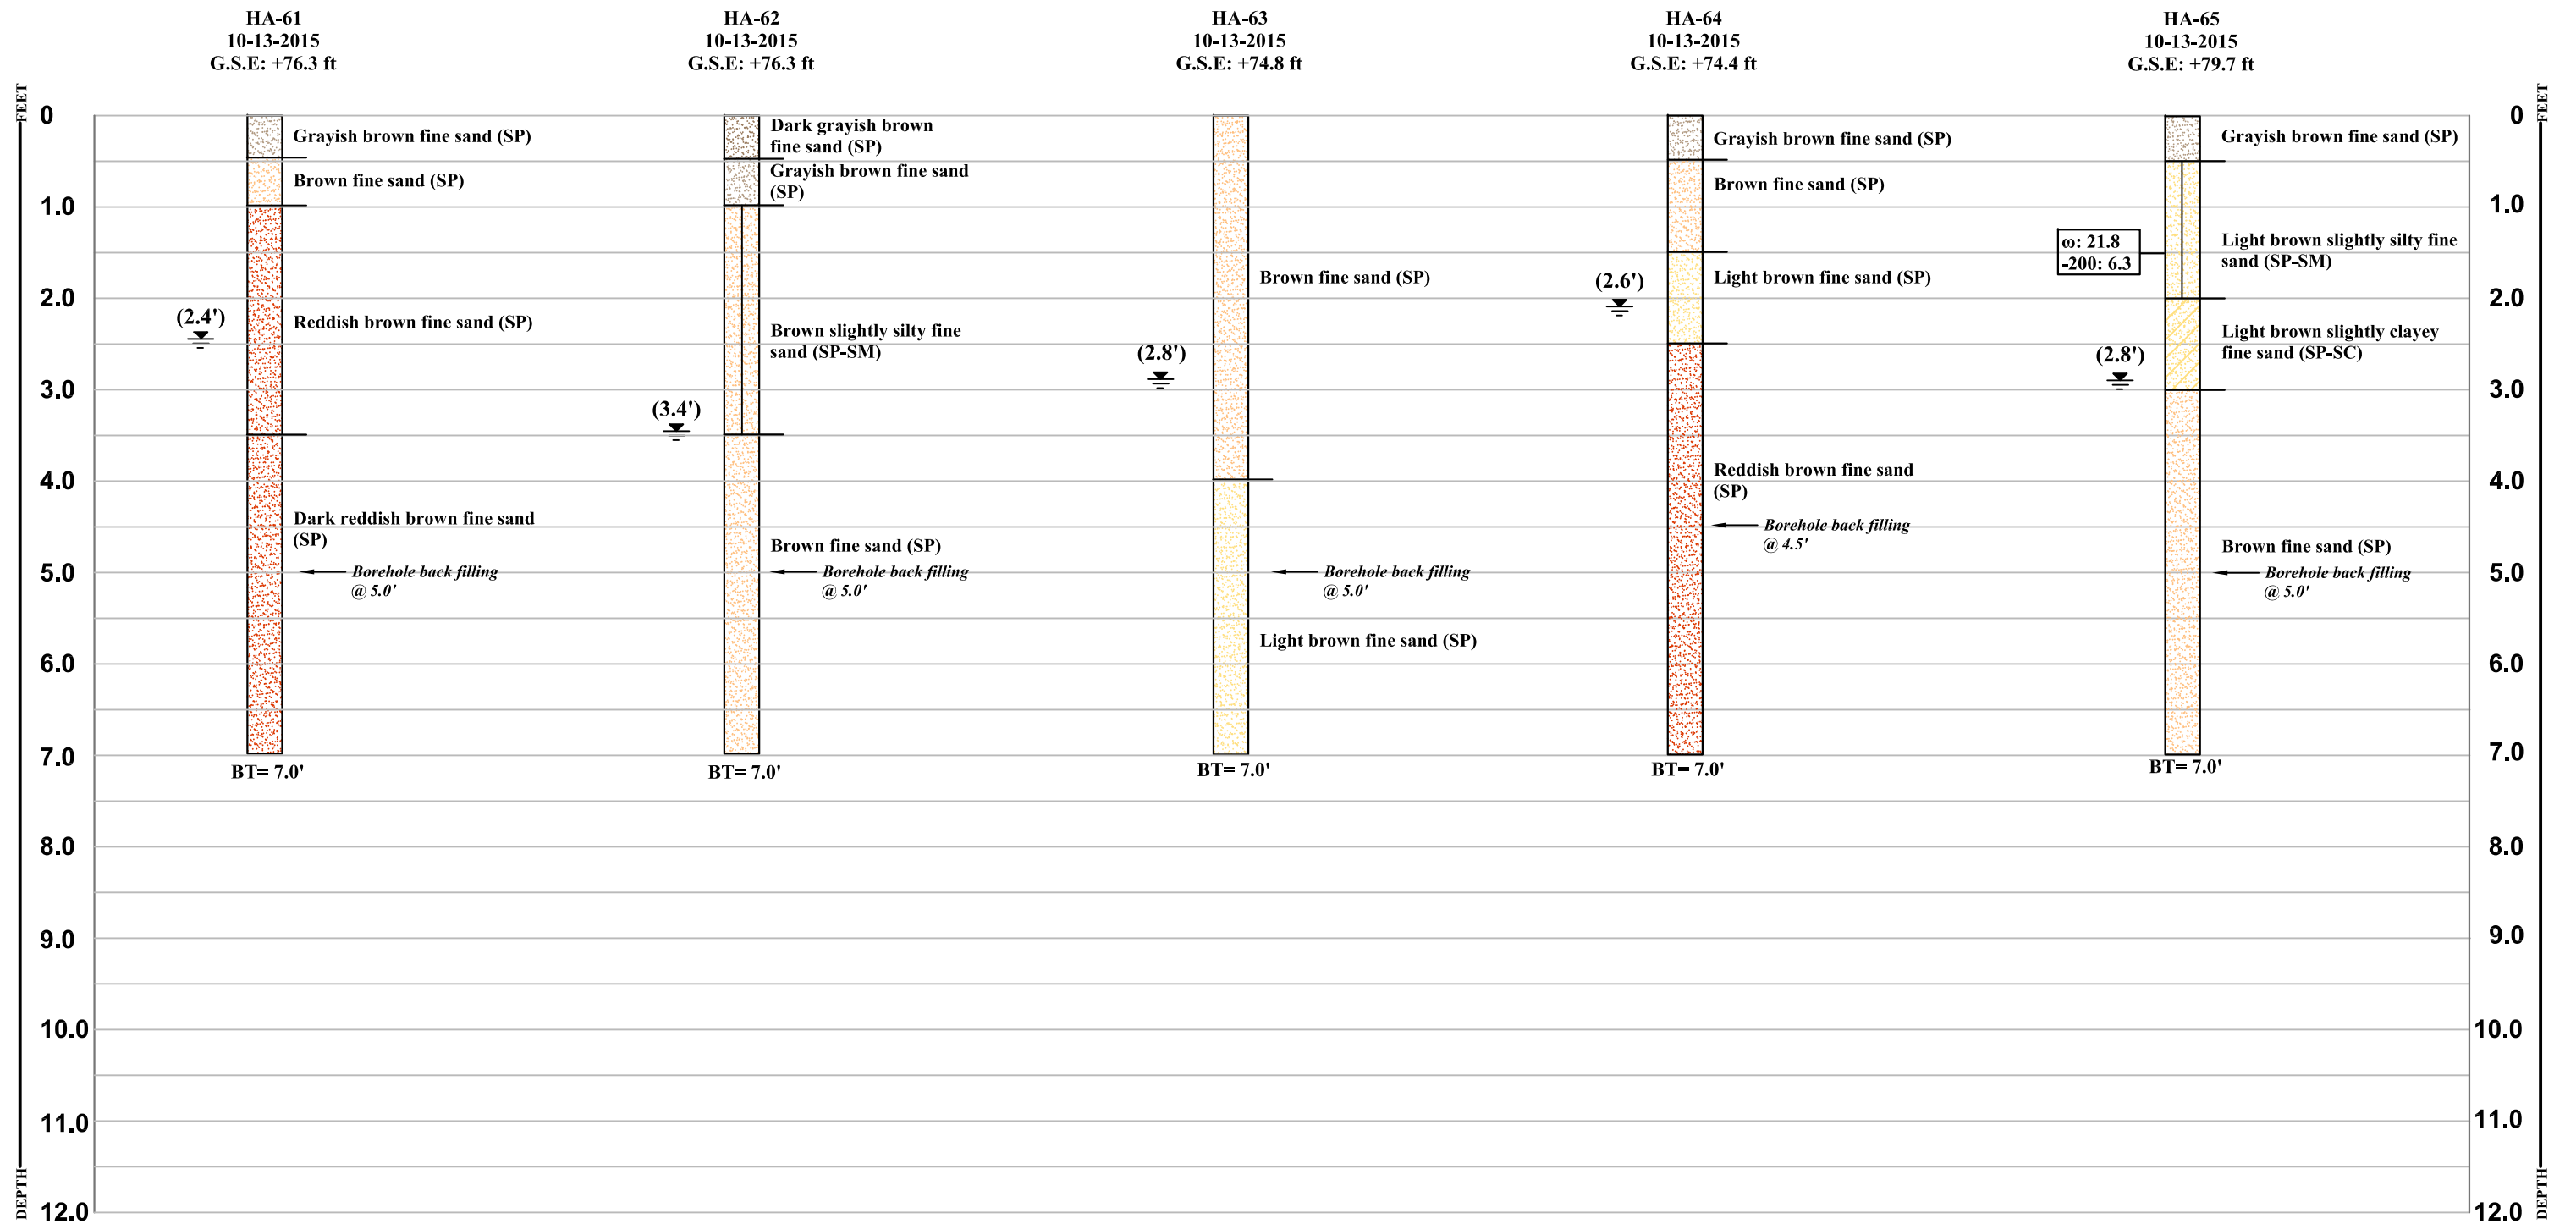 HA-61
10-13-2015
G.S.E: +76.3 ft
HA-62
10-13-2015
G.S.E: +76.3 ft
HA-63
10-13-2015
G.S.E: +74.8 ft
HA-64
10-13-2015
G.S.E: +74.4 ft
HA-65
10-13-2015
G.S.E: +79.7 ft
FEET
DEPTH
0
1.0
2.0
3.0
4.0
5.0
6.0
7.0
8.0
9.0
10.0
11.0
12.0
Grayish brown fine sand (SP)
Brown fine sand (SP)
(2.4')
Reddish brown fine sand (SP)
Dark reddish brown fine sand
(SP)
Borehole back filling
@ 5.0'
BT= 7.0'
Dark grayish brown
fine sand (SP)
Grayish brown fine sand
(SP)
Brown slightly silty fine
sand (SP-SM)
(3.4')
Brown fine sand (SP)
Borehole back filling
@ 5.0'
BT= 7.0'
Brown fine sand (SP)
(2.8')
Borehole back filling
@ 5.0'
Light brown fine sand (SP)
BT= 7.0'
Grayish brown fine sand (SP)
Brown fine sand (SP)
Light brown fine sand (SP)
(2.6')
Reddish brown fine sand
(SP)
Borehole back filling
@ 4.5'
BT= 7.0'
Grayish brown fine sand (SP)
ω: 21.8
-200: 6.3
Light brown slightly silty fine
sand (SP-SM)
Light brown slightly clayey
fine sand (SP-SC)
(2.8')
Brown fine sand (SP)
Borehole back filling
@ 5.0'
BT= 7.0'
FEET
DEPTH
0
1.0
2.0
3.0
4.0
5.0
6.0
7.0
8.0
9.0
10.0
11.0
12.0